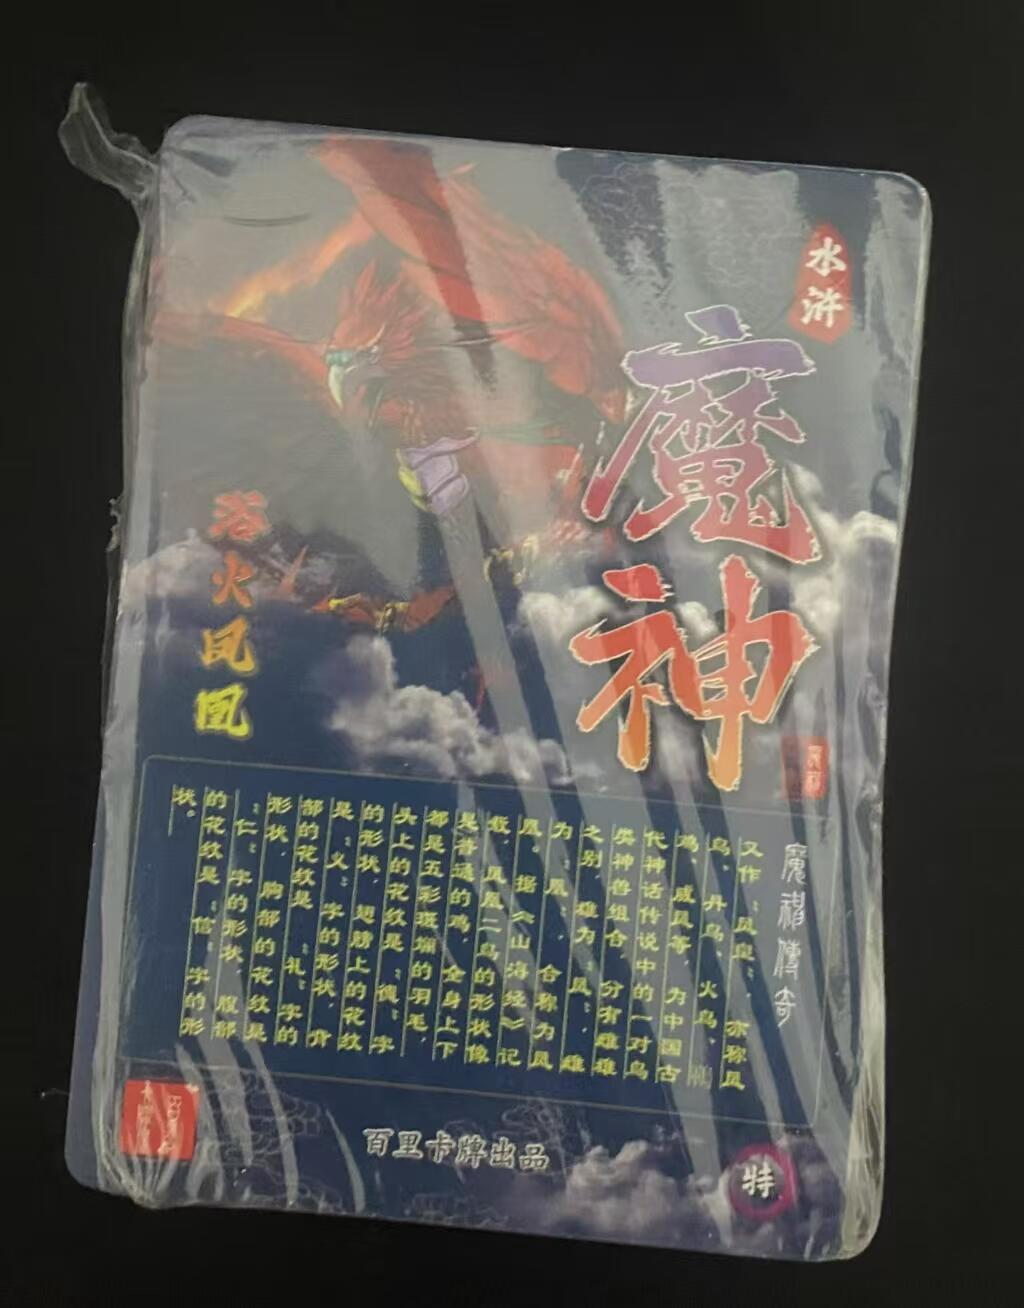 水浒
魔神
浴火凤凰
魔神传奇
又作：凤皇：，亦称凤
鸟、丹鸟、火鸟、
鸡、威凤等，为中国古
代神话传说中的一对鸟
类神兽组合，分有雌雄
之别，雄为：凤：，雌
为：凰：，合称为凤
凰。据《山海经》记
载，凤凰二鸟的形状像
是普通的鸡，全身上下
都是五彩斑斓的羽毛，
头上的花纹是：德：字
的形状，翅膀上的花纹
是：义：字的形状，背
部的花纹是：礼：字的
形状，胸部的花纹是
：仁：字的形状，腹部
的花纹是：信：字的形
状。
百里卡牌出品
特